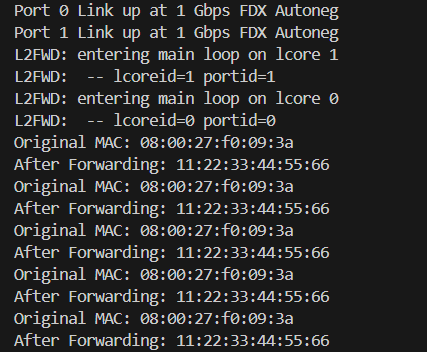 Port 0 Link up at 1 Gbps FDX Autoneg
Port 1 Link up at 1 Gbps FDX Autoneg
L2FWD: entering main loop on lcore 1
L2FWD:  -- lcoreid=1 portid=1
L2FWD: entering main loop on lcore 0
L2FWD:  -- lcoreid=0 portid=0
Original MAC: 08:00:27:f0:09:3a
After Forwarding: 11:22:33:44:55:66
Original MAC: 08:00:27:f0:09:3a
After Forwarding: 11:22:33:44:55:66
Original MAC: 08:00:27:f0:09:3a
After Forwarding: 11:22:33:44:55:66
Original MAC: 08:00:27:f0:09:3a
After Forwarding: 11:22:33:44:55:66
Original MAC: 08:00:27:f0:09:3a
After Forwarding: 11:22:33:44:55:66